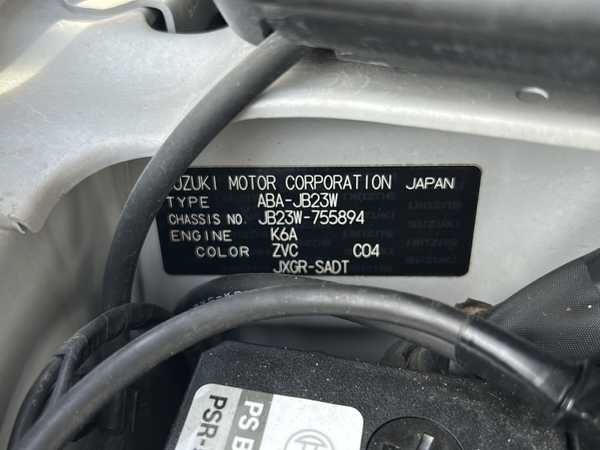 SUZUKI MOTOR CORPORATION JAPAN
TYPE ABA-JB23W
CHASSIS NO. JB23W-755894
ENGINE K6A
COLOR ZVC C04
JXGR-SADT
PS B
PSR-